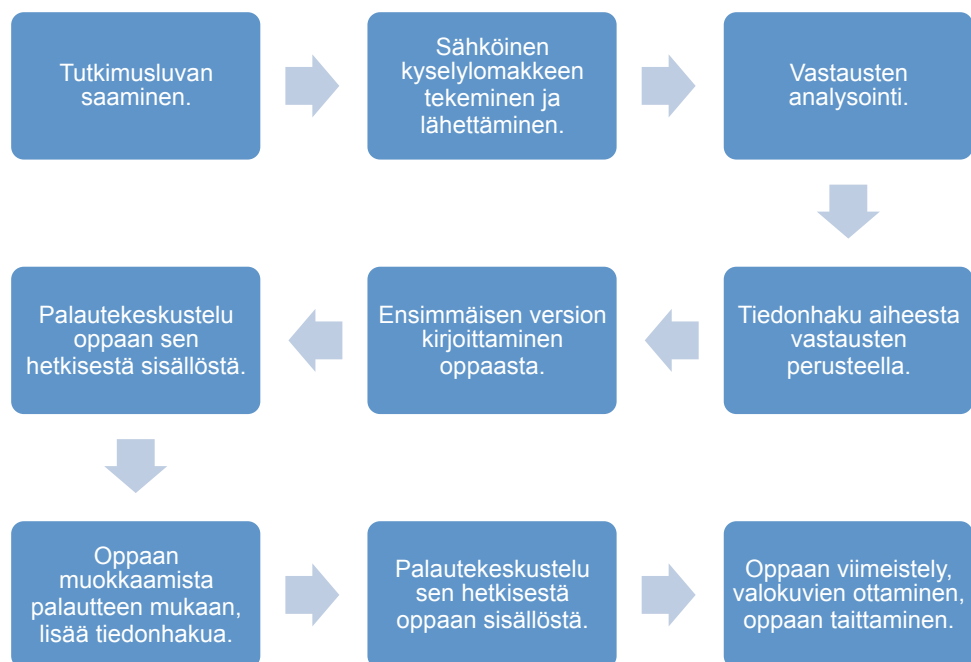 Tutkimusluvan
saaminen.
Sähköinen
kyselylomakkeen
tekeminen ja
lähettäminen.
Vastausten
analysointi.
Tiedonhaku aiheesta
vastausten
perusteella.
Ensimmäisen version
kirjoittaminen
oppaasta.
Palautekeskustelu
oppaan sen
hetkisestä sisällöstä.
Oppaan
muokkaamista
palautteen mukaan,
lisää tiedonhakua.
Palautekeskustelu
sen hetkisestä
oppaan sisällöstä.
Oppaan viimeistely,
valokuvien ottaminen,
oppaan taittaminen.